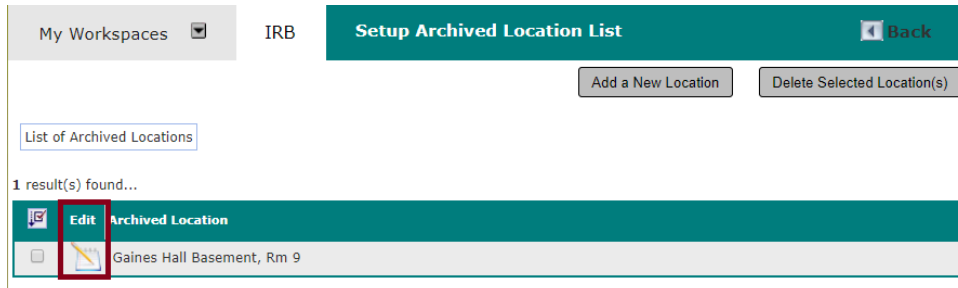 My Workspaces IRB Setup Archived Location List Back
Add a New Location Delete Selected Location(s)
List of Archived Locations
1 result(s) found...
Edit Archived Location
Gaines Hall Basement, Rm 9